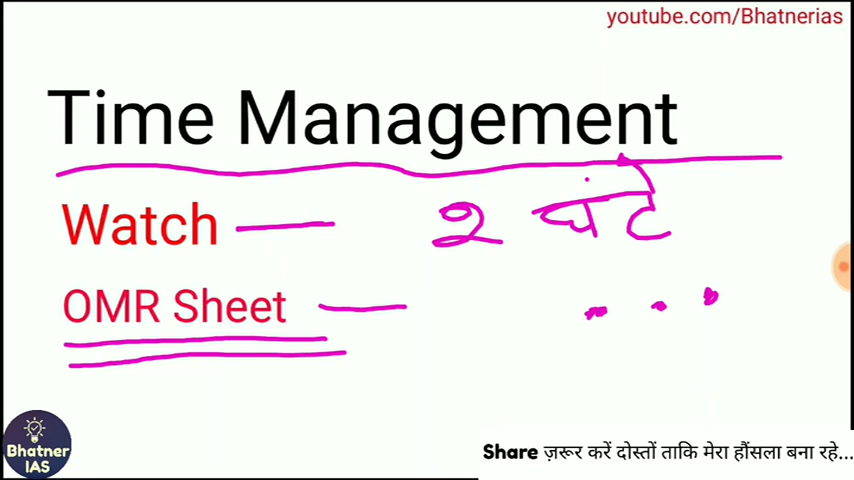 youtube.com/Bhatnerias
Time Management
Watch — 2 घंटे
OMR Sheet —
Bhatner
IAS
Share ज़रूर करें दोस्तों ताकि मेरा हौंसला बना रहे...